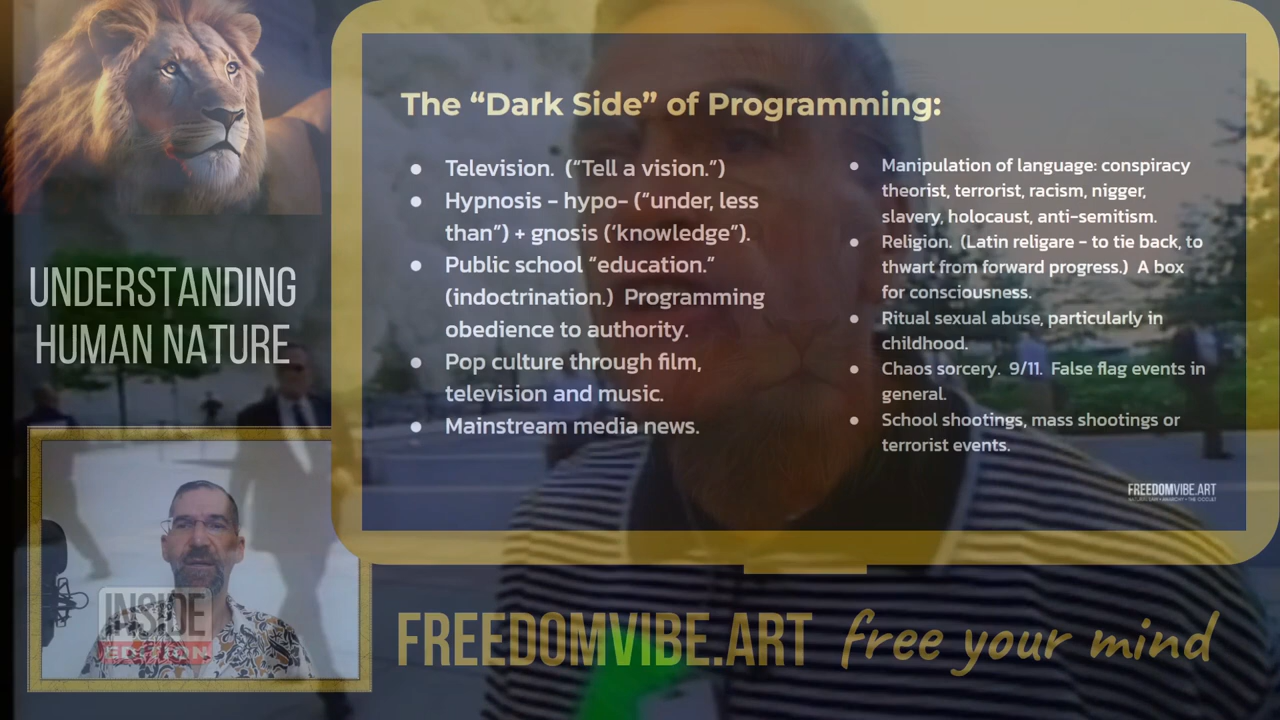 The “Dark Side” of Programming:
● Television. (“Tell a vision.”)
● Hypnosis - hypo- (“under, less
than”) + gnosis (‘knowledge”).
● Public school “education.”
(indoctrination.) Programming
obedience to authority.
● Pop culture through film,
television and music.
● Mainstream media news.
● Manipulation of language: conspiracy
theorist, terrorist, racism, nigger,
slavery, holocaust, anti-semitism.
● Religion. (Latin religare - to tie back, to
thwart from forward progress.) A box
for consciousness.
● Ritual sexual abuse, particularly in
childhood.
● Chaos sorcery. 9/11. False flag events in
general.
● School shootings, mass shootings or
terrorist events.
FREEDOMVIBE.ART
UNDERSTANDING
HUMAN NATURE
INSIDE
EDITION
FREEDOMVIBE.ART free your mind